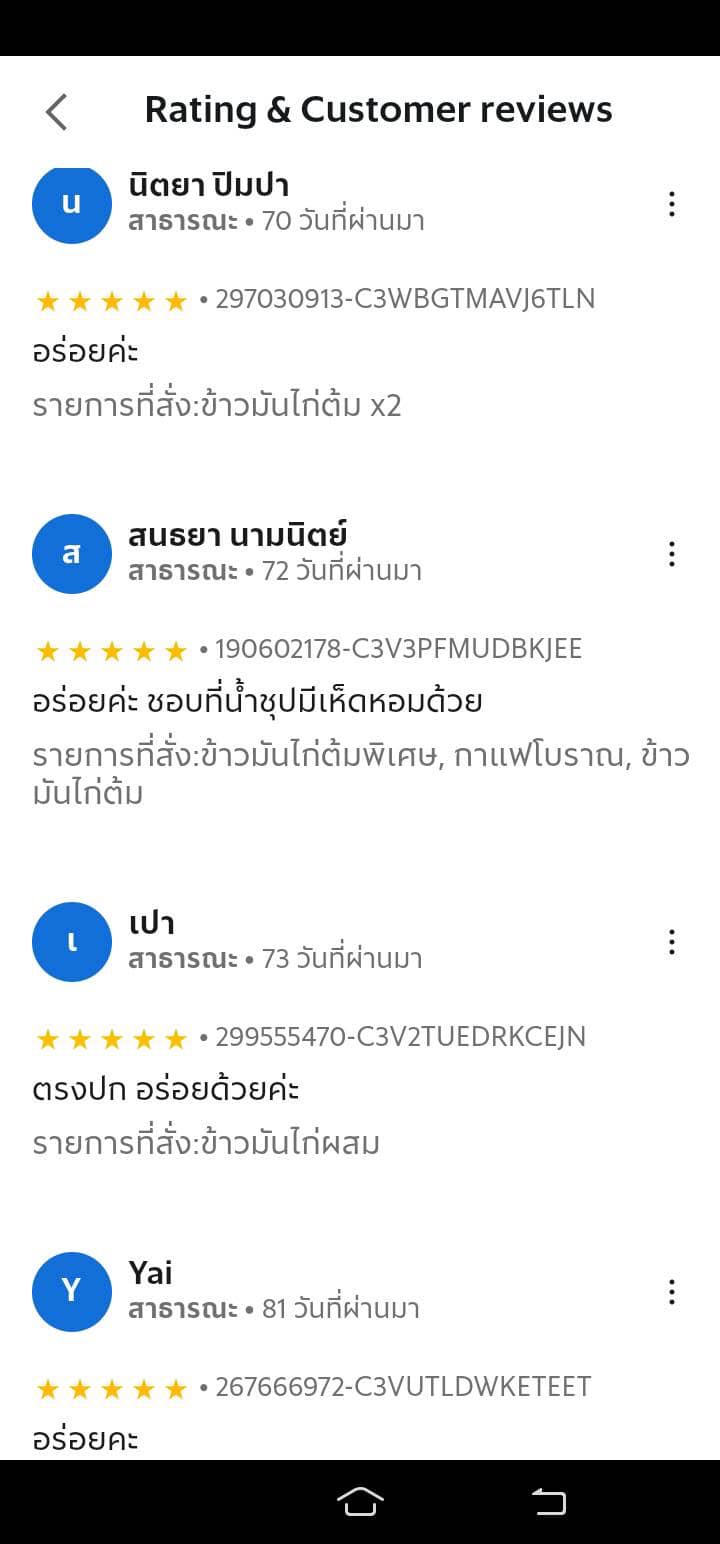 Rating & Customer reviews
น
นิตยา ปิมปา
สาธารณะ • 70 วันที่ผ่านมา
• 297030913-C3WBGTMAVJ6TLN
อร่อยค่ะ
รายการที่สั่ง:ข้าวมันไก่ต้ม x2
ส
สนธยา นามนิตย์
สาธารณะ • 72 วันที่ผ่านมา
• 190602178-C3V3PFMUDBKJEE
อร่อยค่ะ ชอบที่น้ำซุปมีเห็ดหอมด้วย
รายการที่สั่ง:ข้าวมันไก่ต้มพิเศษ, กาแฟโบราณ, ข้าว
มันไก่ต้ม
เ
เปา
สาธารณะ • 73 วันที่ผ่านมา
• 299555470-C3V2TUEDRKCEJN
ตรงปก อร่อยด้วยค่ะ
รายการที่สั่ง:ข้าวมันไก่ผสม
Y
Yai
สาธารณะ • 81 วันที่ผ่านมา
• 267666972-C3VUTLDWKETEET
อร่อยคะ